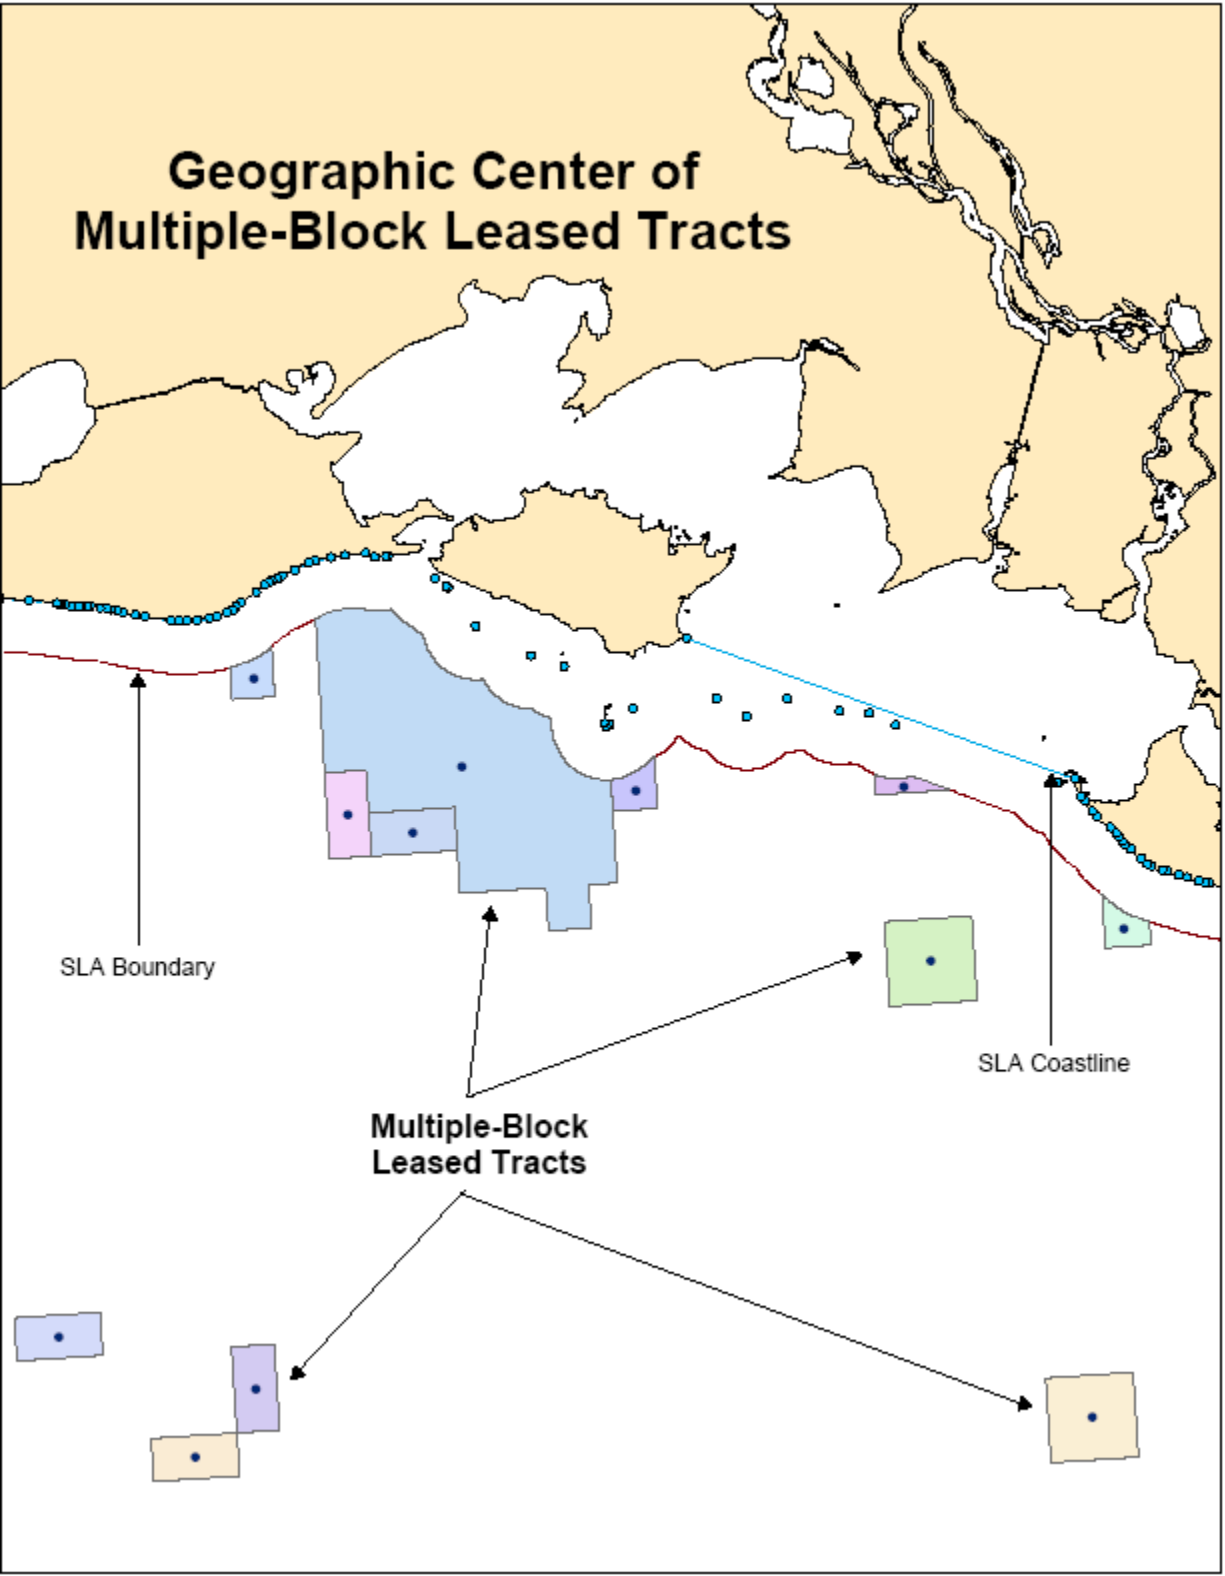 Geographic Center of
Multiple-Block Leased Tracts
SLA Boundary
SLA Coastline
Multiple-Block
Leased Tracts